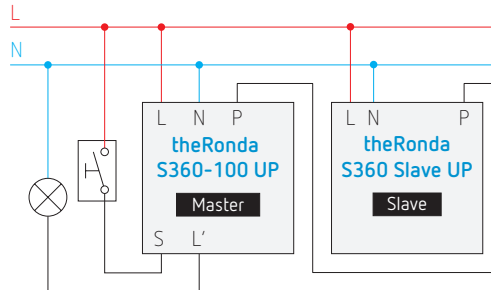 L
N
L N P
theRonda
S360-100 UP
Master
S L'
L N P
theRonda
S360 Slave UP
Slave